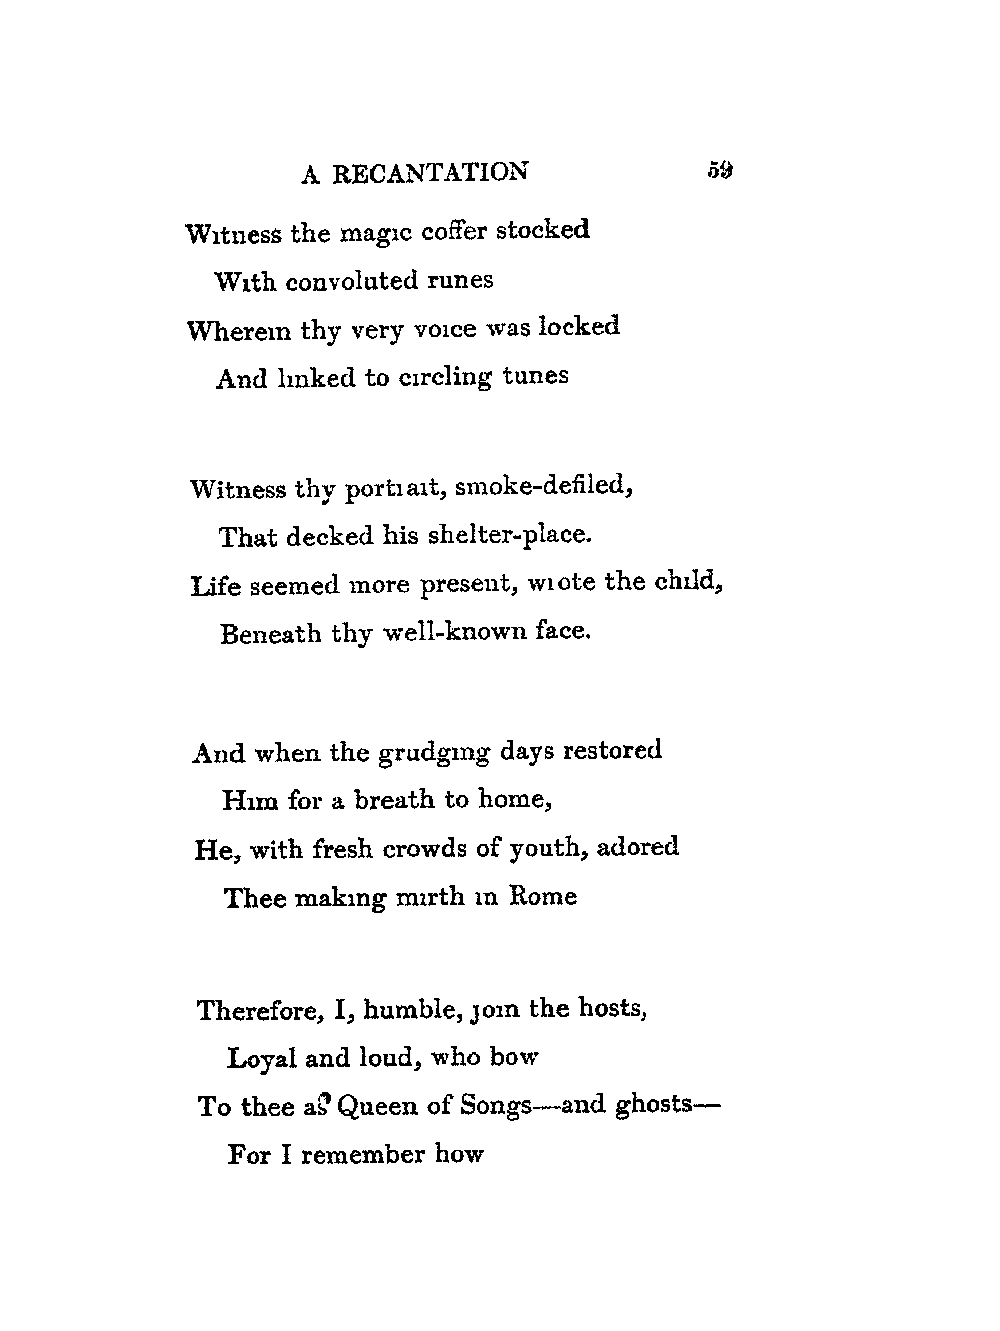 A RECANTATION 59
Witness the magic coffer stocked
With convoluted runes
Wherein thy very voice was locked
And linked to circling tunes
Witness thy portrait, smoke-defiled,
That decked his shelter-place.
Life seemed more present, wrote the child,
Beneath thy well-known face.
And when the grudging days restored
Him for a breath to home,
He, with fresh crowds of youth, adored
Thee making mirth in Rome
Therefore, I, humble, join the hosts,
Loyal and loud, who bow
To thee as Queen of Songs—and ghosts—
For I remember how